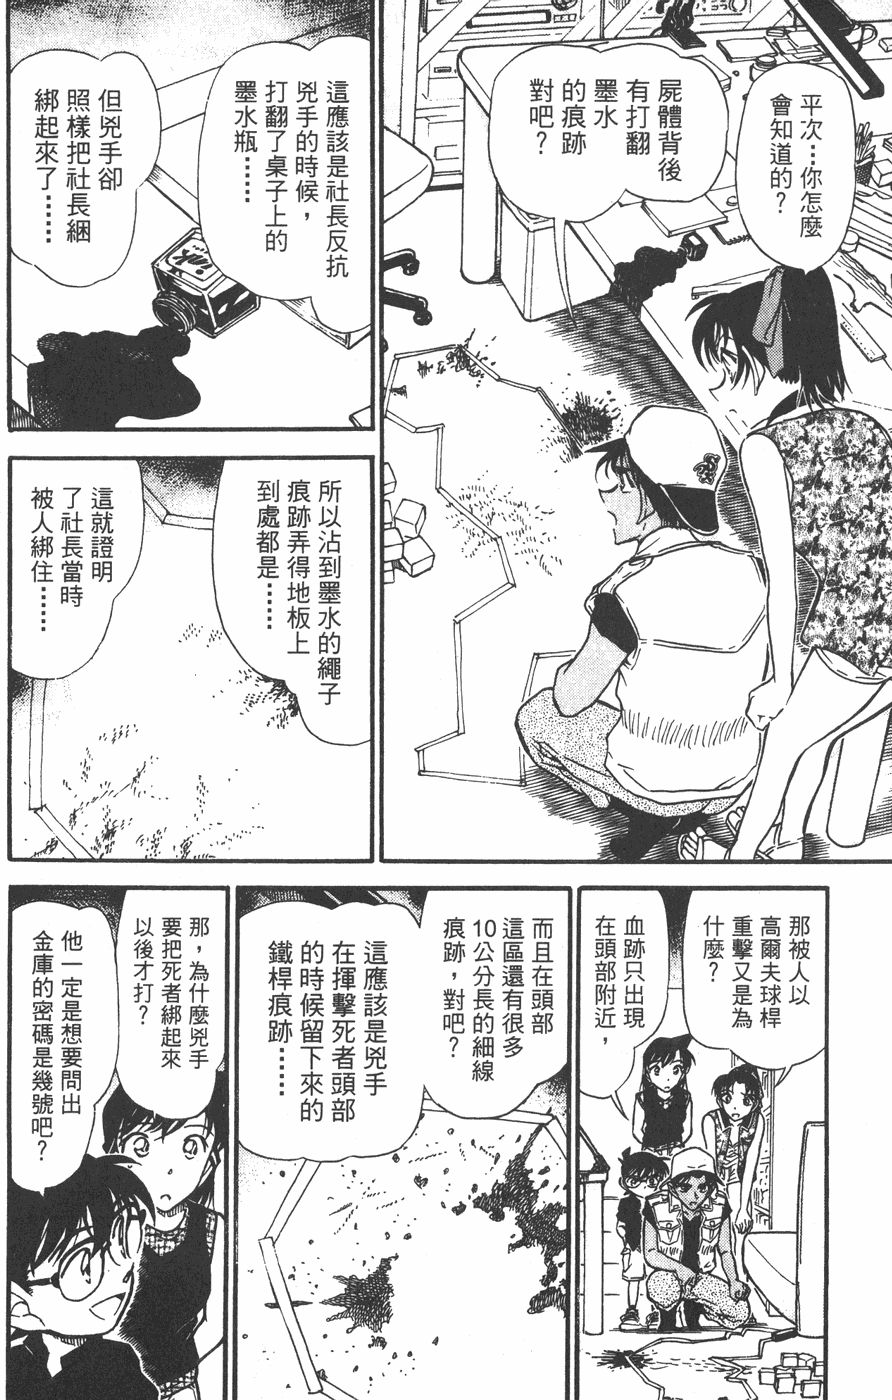 平次…你怎麼
會知道的？
屍體背後
有打翻
墨水
的痕跡
對吧？
這應該是社長反抗
兇手的時候，
打翻了桌子上的
墨水瓶……
但兇手卻
照樣把社長綑
綁起來了……
所以沾到墨水的繩子
痕跡弄得地板上
到處都是……
這就證明
了社長當時
被人綁住……
那被人以
高爾夫球桿
重擊又是為
什麼？
血跡只出現
在頭部附近，
而且在頭部
這區還有很多
10公分長的細線
痕跡，對吧？
這應該是兇手
在揮擊死者頭部
的時候留下來的
鐵桿痕跡……
那，為什麼兇手
要把死者綁起來
以後才打？
他一定是想要問出
金庫的密碼是幾號吧？